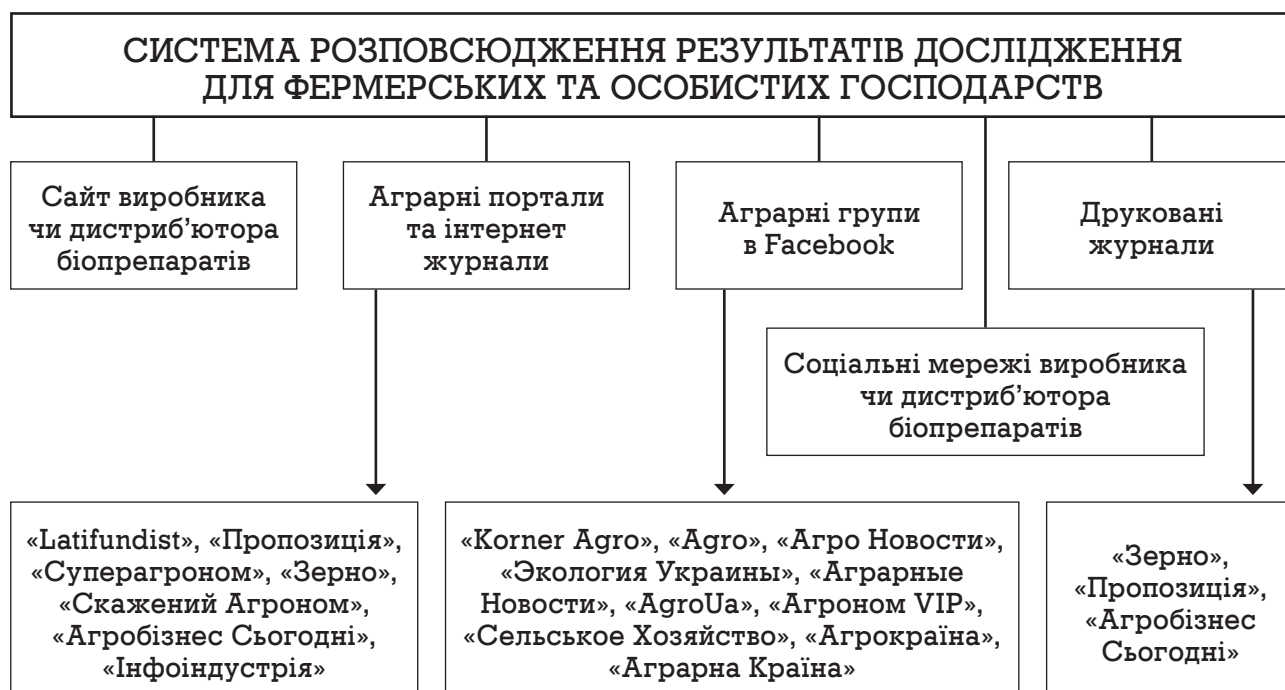 СИСТЕМА РОЗПОВСЮДЖЕННЯ РЕЗУЛЬТАТІВ ДОСЛІДЖЕННЯ
ДЛЯ ФЕРМЕРСЬКИХ ТА ОСОБИСТИХ ГОСПОДАРСТВ
Сайт виробника
чи дистриб’ютора
біопрепаратів
Аграрні портали
та інтернет
журнали
Аграрні групи
в Facebook
Друковані
журнали
Соціальні мережі виробника
чи дистриб’ютора
біопрепаратів
«Latifundist», «Пропозиція»,
«Суперагроном», «Зерно»,
«Скажений Агроном»,
«Агробізнес Сьогодні»,
«Інфоіндустрія»
«Korner Agro», «Agro», «Агро Новости»,
«Экология Украины», «Аграрные
Новости», «AgroUa», «Агроном VIP»,
«Сельськое Хозяйство», «Агрокраїна»,
«Аграрна Країна»
«Зерно»,
«Пропозиція»,
«Агробізнес
Сьогодні»